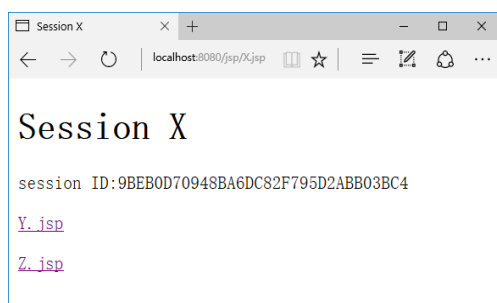 Session X
localhost:8080/jsp/X.jsp
Session X
session ID:9BEB0D70948BA6DC82F795D2ABB03BC4
Y.jsp
Z.jsp